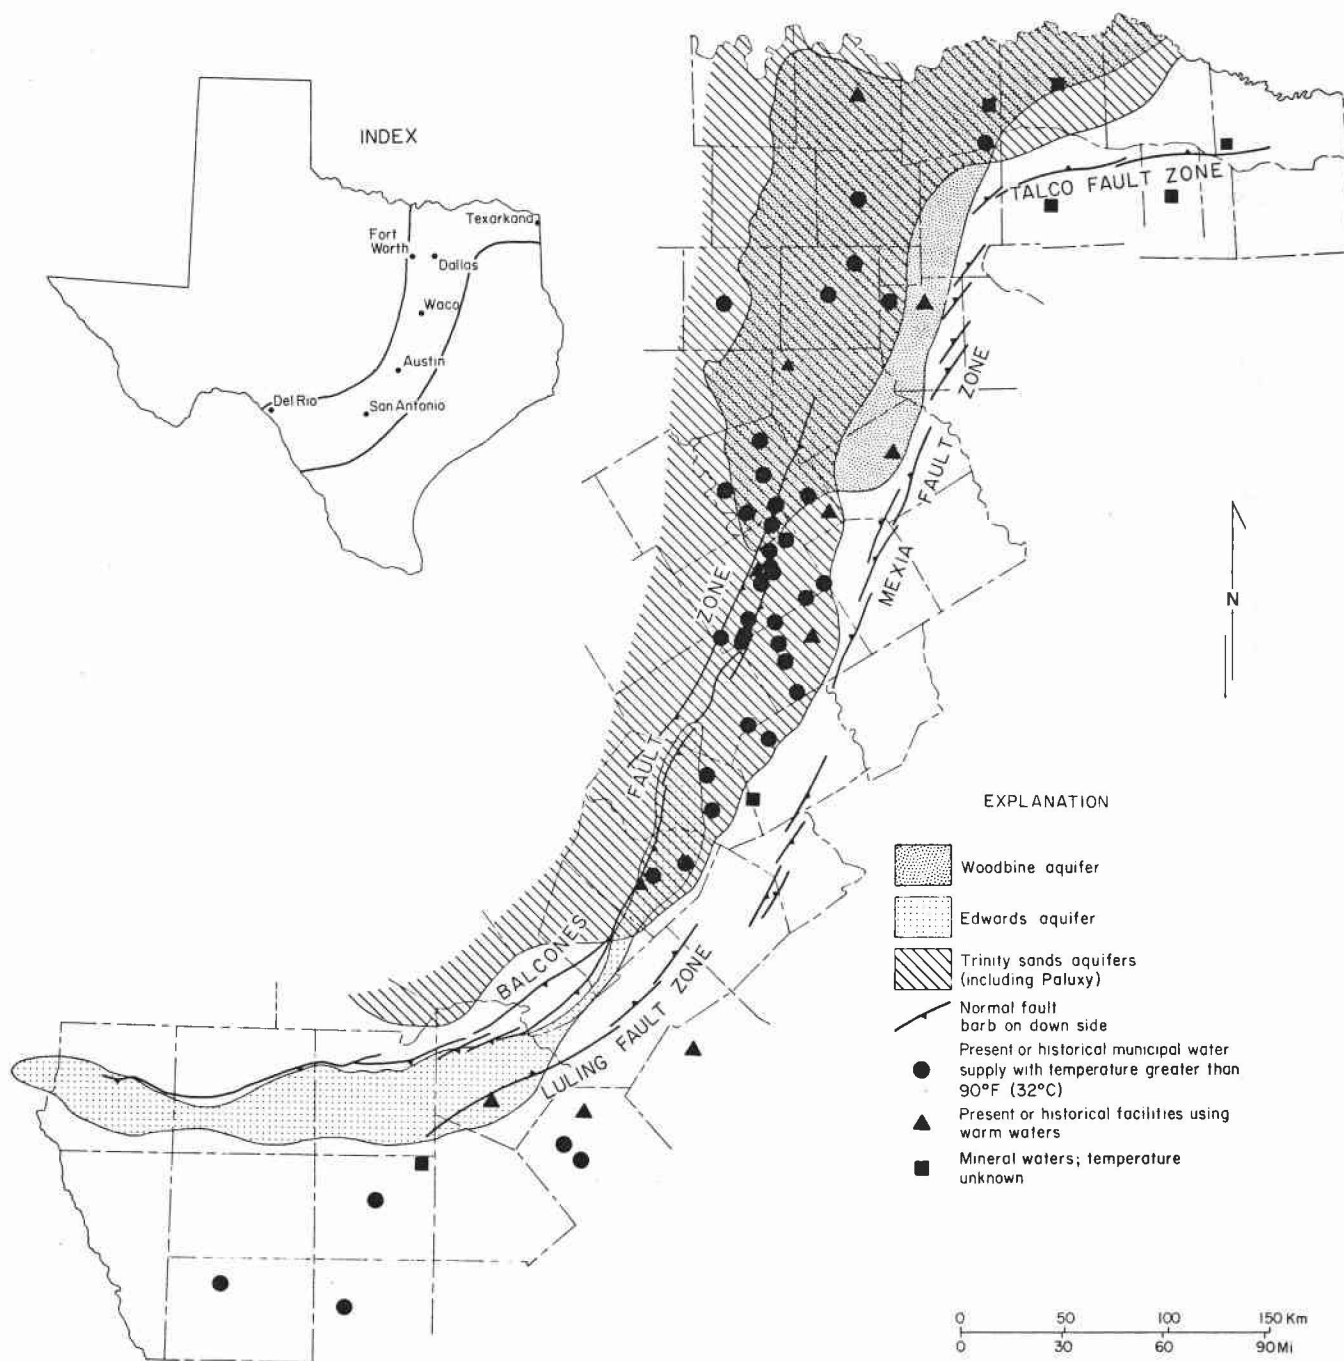 INDEX
Texarkana
Fort
Worth
Dallas
Waco
Austin
Del Rio
San Antonio
TALCO FAULT ZONE
MEXIA FAULT ZONE
BALCONES FAULT ZONE
LULING FAULT ZONE
N
EXPLANATION
Woodbine aquifer
Edwards aquifer
Trinity sands aquifers
(including Paluxy)
Normal fault
barb on down side
Present or historical municipal water
supply with temperature greater than
90°F (32°C)
Present or historical facilities using
warm waters
Mineral waters; temperature
unknown
0 50 100 150 Km
0 30 60 90 Mi